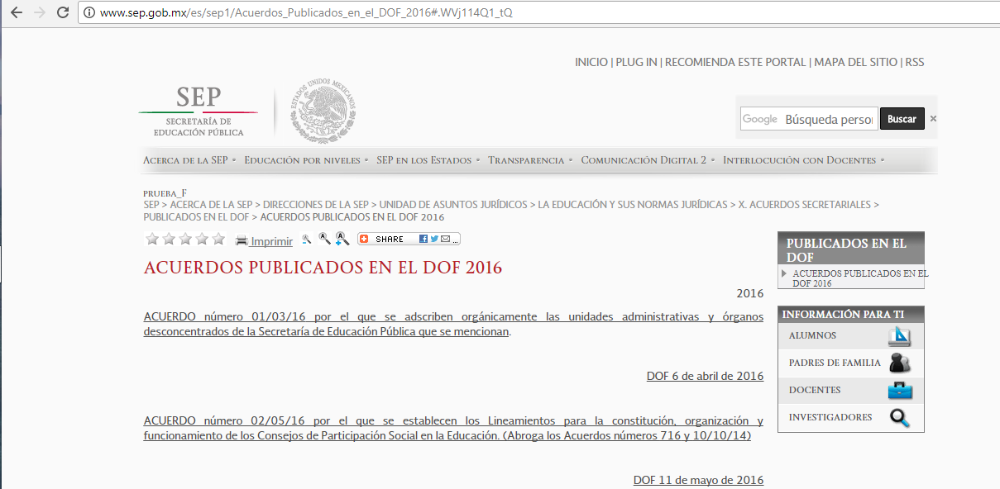 www.sep.gob.mx/es/sep1/Acuerdos_Publicados_en_el_DOF_2016#.WVj114Q1_tQ
INICIO | PLUG IN | RECOMIENDA ESTE PORTAL | MAPA DEL SITIO | RSS
SEP
SECRETARÍA DE
EDUCACIÓN PÚBLICA
ESTADOS UNIDOS MEXICANOS
Google Búsqueda perso
Buscar
×
Acerca de la SEP Educación por niveles SEP en los Estados Transparencia Comunicación Digital 2 Interlocución con Docentes
prueba_F
SEP > ACERCA DE LA SEP > DIRECCIONES DE LA SEP > UNIDAD DE ASUNTOS JURÍDICOS > LA EDUCACIÓN Y SUS NORMAS JURÍDICAS > X. ACUERDOS SECRETARIALES >
PUBLICADOS EN EL DOF > ACUERDOS PUBLICADOS EN EL DOF 2016
Imprimir
SHARE
...
ACUERDOS PUBLICADOS EN EL DOF 2016
2016
ACUERDO número 01/03/16 por el que se adscriben orgánicamente las unidades administrativas y órganos
desconcentrados de la Secretaría de Educación Pública que se mencionan.
DOF 6 de abril de 2016
ACUERDO número 02/05/16 por el que se establecen los Lineamientos para la constitución, organización y
funcionamiento de los Consejos de Participación Social en la Educación. (Abroga los Acuerdos números 716 y 10/10/14)
DOF 11 de mayo de 2016
PUBLICADOS EN EL
DOF
ACUERDOS PUBLICADOS EN EL
DOF 2016
INFORMACIÓN PARA TI
ALUMNOS
PADRES DE FAMILIA
DOCENTES
INVESTIGADORES